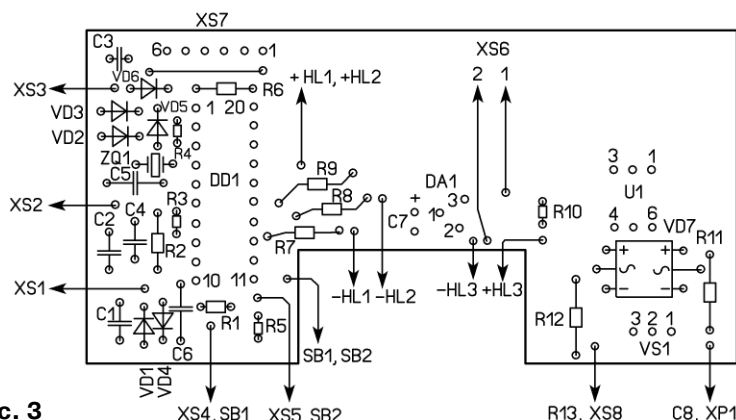 XS7
C3
6
1
XS6
VD6
+HL1, +HL2
2 1
XS3
R6
VD3
VD5
1 20
VD2
ZQ1
R4
R9
3 1
C5
DD1
R8
DA1
U1
XS2
R3
+
3
R10
C4
C7
1
4 6
C2
R2
R7
2
VD7
R11
+ +
XS1
10 11
− −
−HL1 −HL2
−HL3 +HL3
C1
R1
R5
R12
3 2 1
C6
SB1, SB2
VS1
VD1
VD4
с. 3
XS4, SB1
XS5, SB2
R13, XS8
C8, XP1